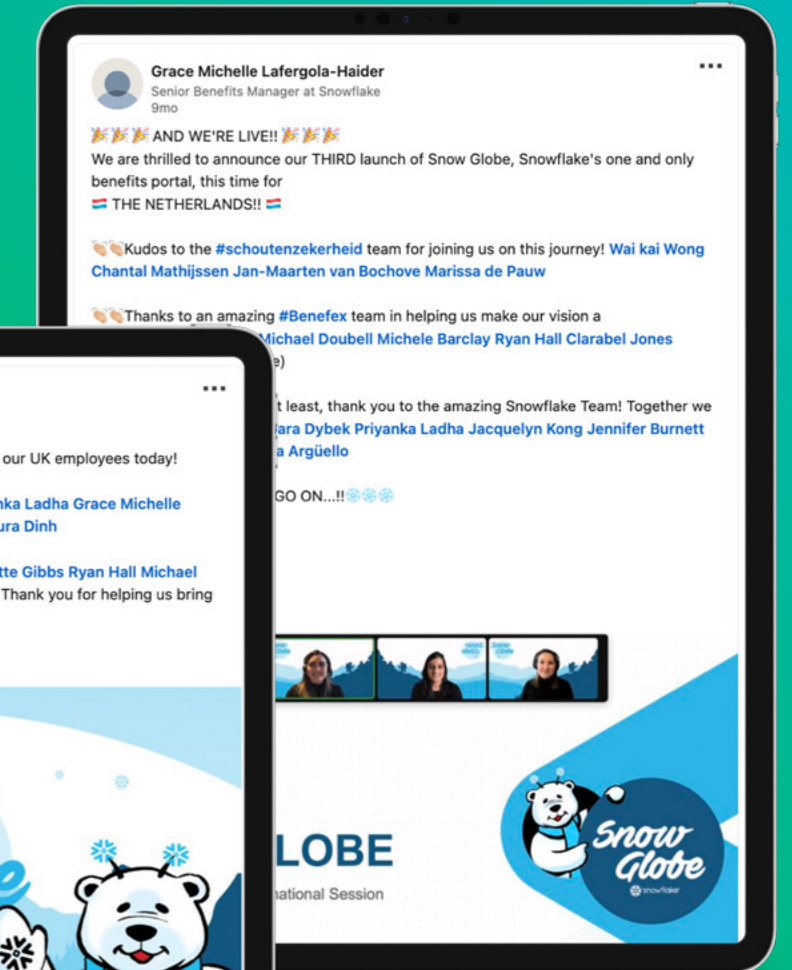 Grace Michelle Lafergola-Haider
Senior Benefits Manager at Snowflake
9mo
🎉🎉🎉 AND WE'RE LIVE!! 🎉🎉🎉
We are thrilled to announce our THIRD launch of Snow Globe, Snowflake's one and only
benefits portal, this time for
🇳🇱 THE NETHERLANDS!! 🇳🇱
👏🏼👏🏼Kudos to the #schoutenzekerheid team for joining us on this journey! Wai kai Wong
Chantal Mathijssen Jan-Maarten van Bochove Marissa de Pauw
👏🏼👏🏼Thanks to an amazing #Benefex team in helping us make our vision a
Michael Doubell Michele Barclay Ryan Hall Clarabel Jones
e)
t least, thank you to the amazing Snowflake Team! Together we
ara Dybek Priyanka Ladha Jacquelyn Kong Jennifer Burnett
a Argüello
GO ON...!!❄️❄️❄️
LOBE
national Session
Snow
Globe
snowflake
our UK employees today!
ka Ladha Grace Michelle
ura Dinh
tte Gibbs Ryan Hall Michael
Thank you for helping us bring